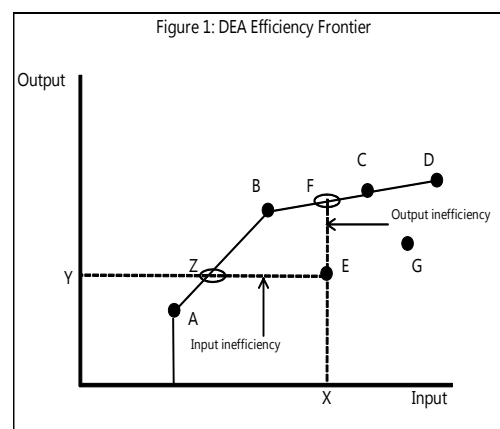 Figure 1: DEA Efficiency Frontier
Output
C
D
B
F
Output inefficiency
Z
E
G
Y
A
Input inefficiency
X
Input